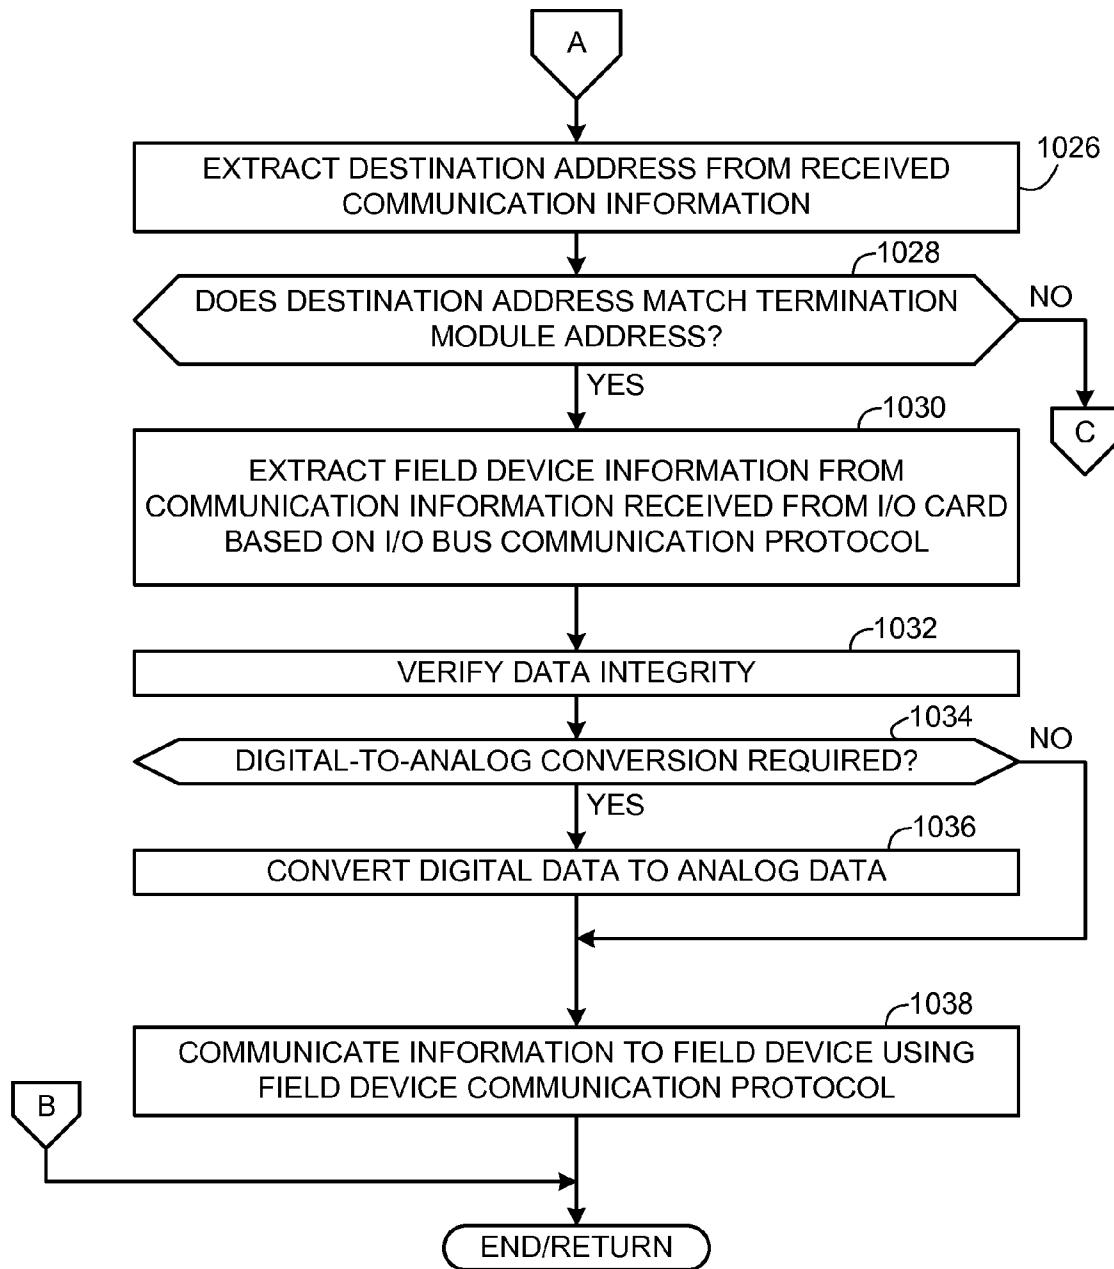 A
EXTRACT DESTINATION ADDRESS FROM RECEIVED
COMMUNICATION INFORMATION
1026
1028
DOES DESTINATION ADDRESS MATCH TERMINATION
MODULE ADDRESS?
NO
YES
C
1030
EXTRACT FIELD DEVICE INFORMATION FROM
COMMUNICATION INFORMATION RECEIVED FROM I/O CARD
BASED ON I/O BUS COMMUNICATION PROTOCOL
1032
VERIFY DATA INTEGRITY
1034
DIGITAL-TO-ANALOG CONVERSION REQUIRED?
NO
YES
1036
CONVERT DIGITAL DATA TO ANALOG DATA
1038
COMMUNICATE INFORMATION TO FIELD DEVICE USING
FIELD DEVICE COMMUNICATION PROTOCOL
B
END/RETURN